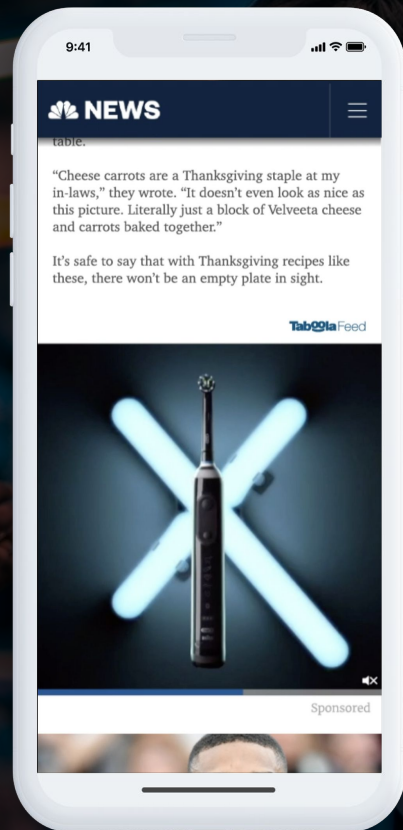 9:41
NEWS
table.
“Cheese carrots are a Thanksgiving staple at my
in-laws,” they wrote. “It doesn’t even look as nice as
this picture. Literally just a block of Velveeta cheese
and carrots baked together.”
It’s safe to say that with Thanksgiving recipes like
these, there won’t be an empty plate in sight.
Taboola Feed
Sponsored